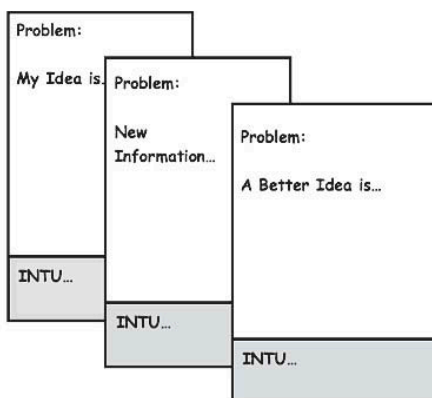 Problem:
My Idea is.
INTU…
Problem:
New
Information…
INTU…
Problem:
A Better Idea is…
INTU…